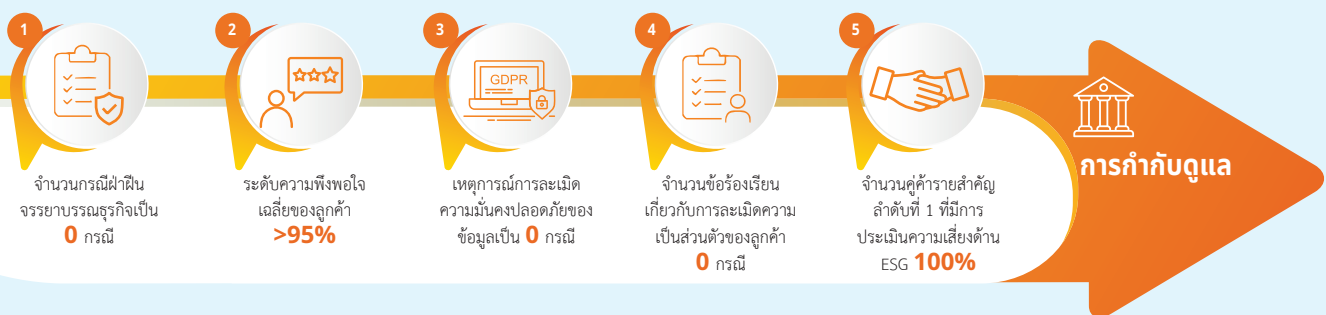 1
จำนวนกรณีฝ่าฝืน
จรรยาบรรณธุรกิจเป็น
0 กรณี
2
ระดับความพึงพอใจ
เฉลี่ยของลูกค้า
>95%
3
GDPR
เหตุการณ์การละเมิด
ความมั่นคงปลอดภัยของ
ข้อมูลเป็น 0 กรณี
4
จำนวนข้อร้องเรียน
เกี่ยวกับการละเมิดความ
เป็นส่วนตัวของลูกค้า
0 กรณี
5
จำนวนคู่ค้ารายสำคัญ
ลำดับที่ 1 ที่มีการ
ประเมินความเสี่ยงด้าน
ESG 100%
การกำกับดูแล